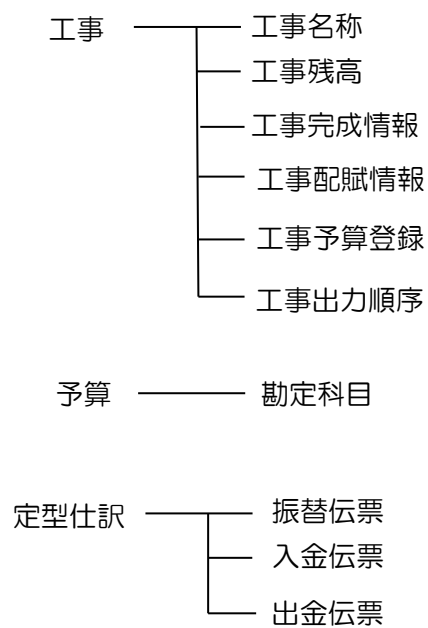 工事
工事名称
工事残高
工事完成情報
工事配賦情報
工事予算登録
工事出力順序
予算
勘定科目
定型仕訳
振替伝票
入金伝票
出金伝票